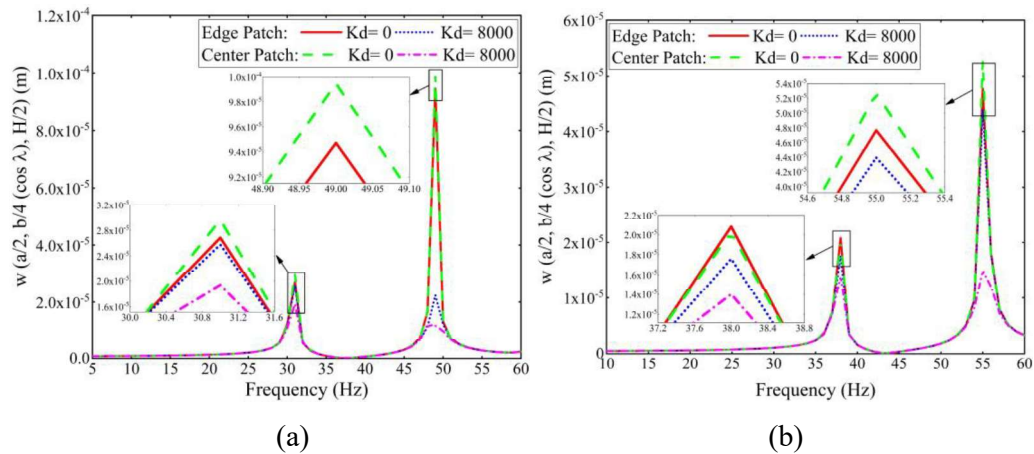 1.2x10⁻⁴
Edge Patch: Kd= 0 Kd= 8000
Center Patch: Kd= 0 Kd= 8000
1.0x10⁻⁴
8.0x10⁻⁵
6.0x10⁻⁵
4.0x10⁻⁵
2.0x10⁻⁵
0.0
w (a/2, b/4 (cos λ), H/2) (m)
1.0x10⁻⁴
9.8x10⁻⁵
9.6x10⁻⁵
9.4x10⁻⁵
9.2x10⁻⁵
48.90 48.95 49.00 49.05 49.10
3.2x10⁻⁵
2.8x10⁻⁵
2.4x10⁻⁵
2.0x10⁻⁵
1.6x10⁻⁵
30.0 30.4 30.8 31.2 31.6
5 10 20 30 40 50 60
Frequency (Hz)
(a)
6x10⁻⁵
Edge Patch: Kd= 0 Kd= 8000
Center Patch: Kd= 0 Kd= 8000
5x10⁻⁵
4x10⁻⁵
3x10⁻⁵
2x10⁻⁵
1x10⁻⁵
0
w (a/2, b/4 (cos λ), H/2) (m)
5.4x10⁻⁵
5.2x10⁻⁵
5.0x10⁻⁵
4.8x10⁻⁵
4.6x10⁻⁵
4.4x10⁻⁵
4.2x10⁻⁵
4.0x10⁻⁵
54.6 54.8 55.0 55.2 55.4
2.2x10⁻⁵
2.0x10⁻⁵
1.8x10⁻⁵
1.6x10⁻⁵
1.4x10⁻⁵
1.2x10⁻⁵
37.2 37.6 38.0 38.4 38.8
10 20 30 40 50 60
Frequency (Hz)
(b)